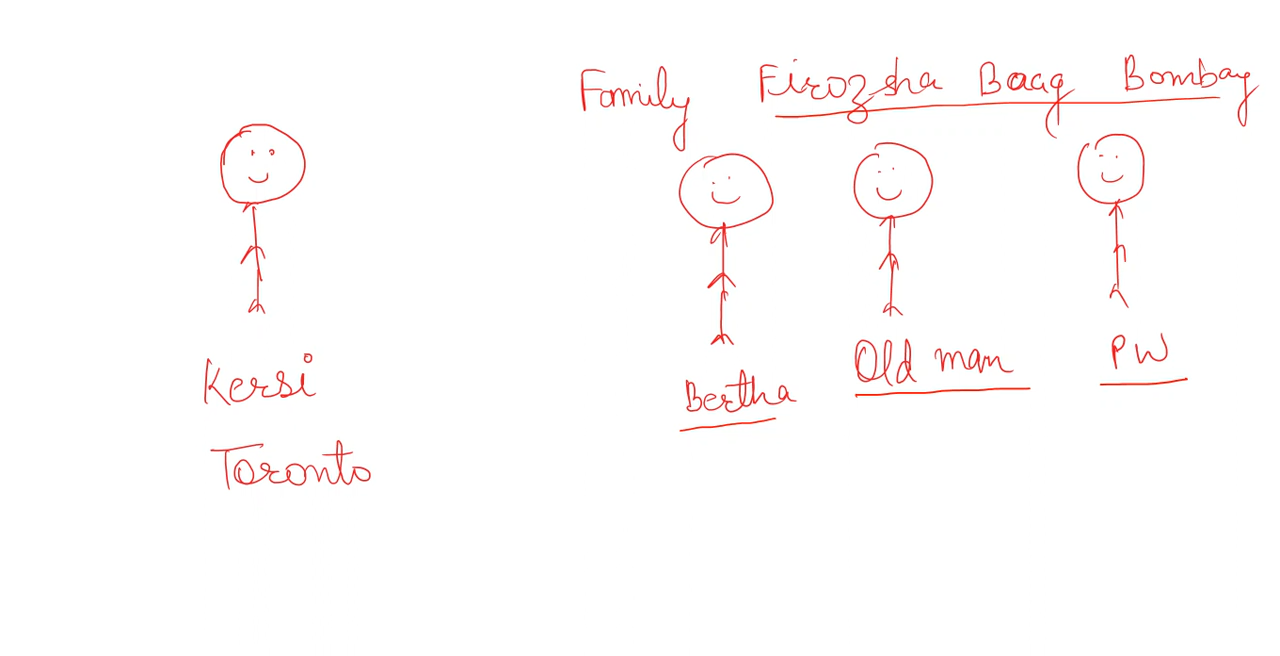 Family Firozsha Baag Bombay
Kersi
Toronto
Bertha
Old man
PW